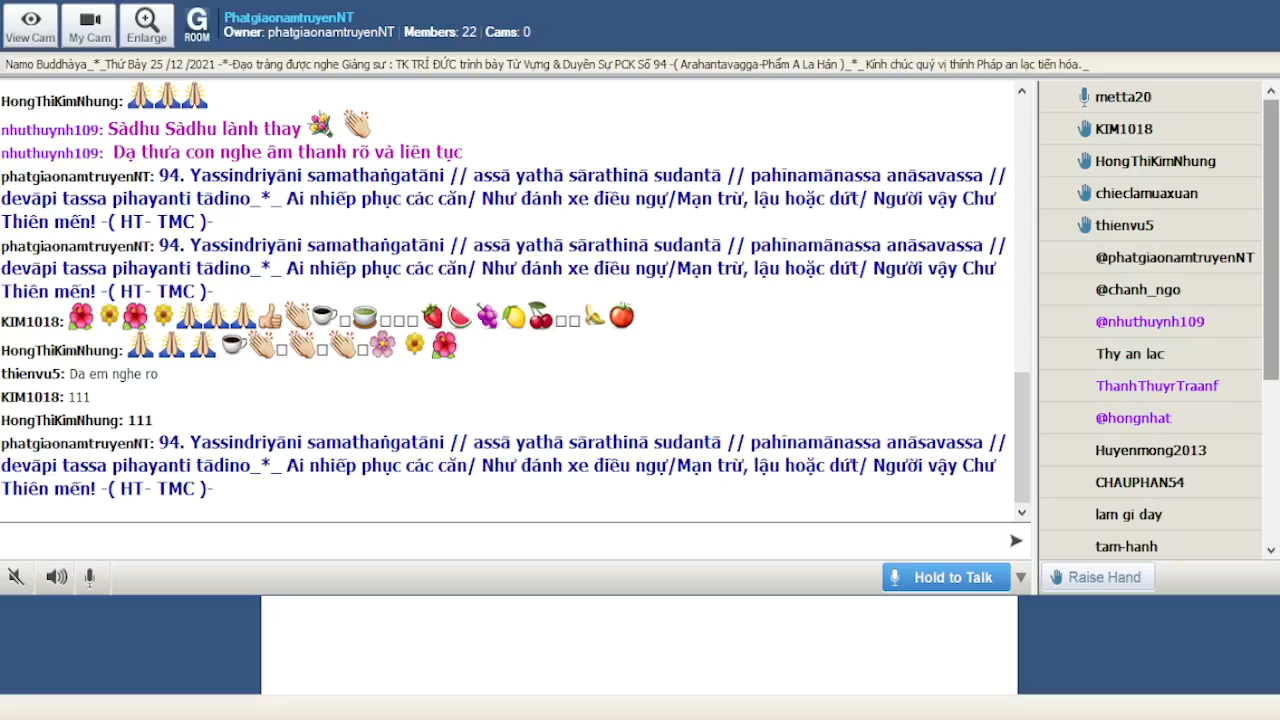 View Cam
My Cam
Enlarge
G
ROOM
PhatgiaonamtruyenNT
Owner: phatgiaonamtruyenNT | Members: 22 | Cams: 0
Namo Buddhàya_*_Thứ Bảy 25 /12 /2021 -*-Đạo tràng được nghe Giảng sư : TK TRÍ ĐỨC trình bày Từ Vựng & Duyên Sự PCK Số 94 -( Arahantavagga-Phẩm A La Hán )_*_ Kính chúc quý vị thính Pháp an lạc tiến hóa._
HongThiKimNhung:
nhuthuynh109: Sàdhu Sàdhu lành thay
nhuthuynh109: Dạ thưa con nghe âm thanh rõ và liên tục
phatgiaonamtruyenNT: 94. Yassindriyāni samathaṅgatāni // assā yathā sārathinā sudantā // pahīnamānassa anāsavassa //
devāpi tassa pihayanti tādino_*_ Ai nhiếp phục các căn/ Như đánh xe điều ngự/Mạn trừ, lậu hoặc dứt/ Người vậy Chư
Thiên mến! -( HT- TMC )-
phatgiaonamtruyenNT: 94. Yassindriyāni samathaṅgatāni // assā yathā sārathinā sudantā // pahīnamānassa anāsavassa //
devāpi tassa pihayanti tādino_*_ Ai nhiếp phục các căn/ Như đánh xe điều ngự/Mạn trừ, lậu hoặc dứt/ Người vậy Chư
Thiên mến! -( HT- TMC )-
KIM1018:
HongThiKimNhung:
thienvu5: Da em nghe ro
KIM1018: 111
HongThiKimNhung: 111
phatgiaonamtruyenNT: 94. Yassindriyāni samathaṅgatāni // assā yathā sārathinā sudantā // pahīnamānassa anāsavassa //
devāpi tassa pihayanti tādino_*_ Ai nhiếp phục các căn/ Như đánh xe điều ngự/Mạn trừ, lậu hoặc dứt/ Người vậy Chư
Thiên mến! -( HT- TMC )-
Hold to Talk
metta20
KIM1018
HongThiKimNhung
chieclamuaxuan
thienvu5
@phatgiaonamtruyenNT
@chanh_ngo
@nhuthuynh109
Thy an lac
ThanhThuyrTraanf
@hongnhat
Huyenmong2013
CHAUPHAN54
lam gi day
tam-hanh
Raise Hand